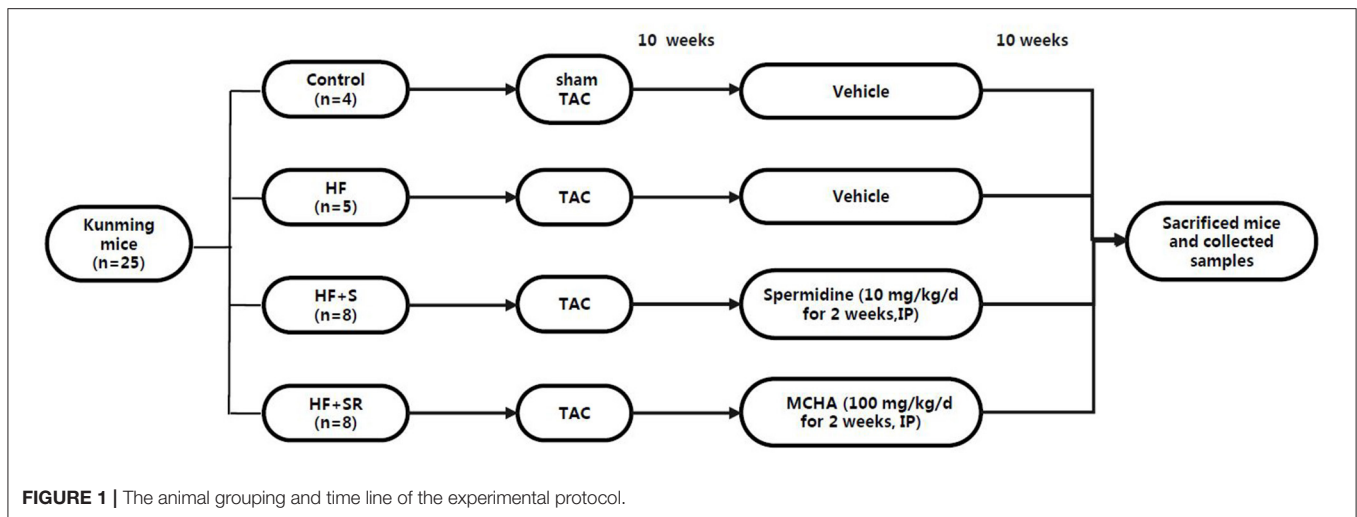 10 weeks
10 weeks
Control
(n=4)
sham
TAC
Vehicle
HF
(n=5)
TAC
Vehicle
Kunming
mice
(n=25)
Sacrificed mice
and collected
samples
HF+S
(n=8)
TAC
Spermidine (10 mg/kg/d
for 2 weeks,IP)
HF+SR
(n=8)
TAC
MCHA (100 mg/kg/d
for 2 weeks, IP)
FIGURE 1 | The animal grouping and time line of the experimental protocol.